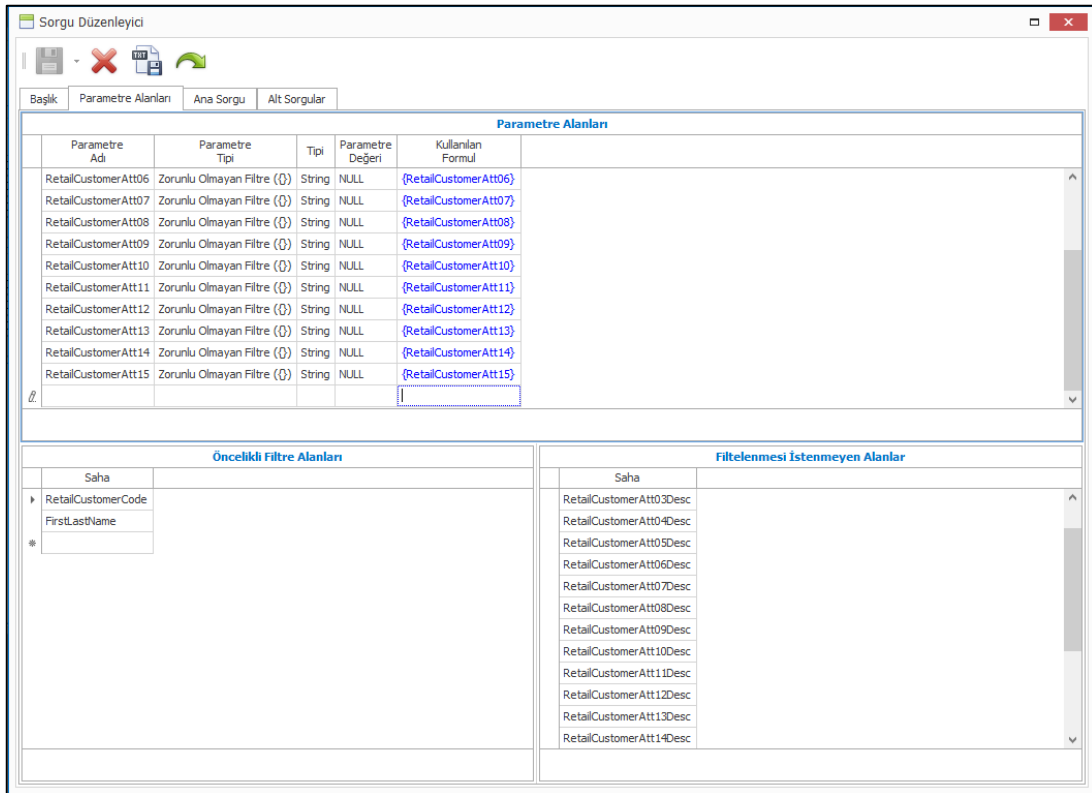 Sorgu Düzenleyici
TXT
Başlık Parametre Alanları Ana Sorgu Alt Sorgular
Parametre Alanları
Parametre Adı Parametre Tipi Tipi Parametre Değeri Kullanılan Formul
RetailCustomerAtt06 Zorunlu Olmayan Filtre ({}) String NULL {RetailCustomerAtt06}
RetailCustomerAtt07 Zorunlu Olmayan Filtre ({}) String NULL {RetailCustomerAtt07}
RetailCustomerAtt08 Zorunlu Olmayan Filtre ({}) String NULL {RetailCustomerAtt08}
RetailCustomerAtt09 Zorunlu Olmayan Filtre ({}) String NULL {RetailCustomerAtt09}
RetailCustomerAtt10 Zorunlu Olmayan Filtre ({}) String NULL {RetailCustomerAtt10}
RetailCustomerAtt11 Zorunlu Olmayan Filtre ({}) String NULL {RetailCustomerAtt11}
RetailCustomerAtt12 Zorunlu Olmayan Filtre ({}) String NULL {RetailCustomerAtt12}
RetailCustomerAtt13 Zorunlu Olmayan Filtre ({}) String NULL {RetailCustomerAtt13}
RetailCustomerAtt14 Zorunlu Olmayan Filtre ({}) String NULL {RetailCustomerAtt14}
RetailCustomerAtt15 Zorunlu Olmayan Filtre ({}) String NULL {RetailCustomerAtt15}
Öncelikli Filtre Alanları
Saha
RetailCustomerCode
FirstLastName
Filtelenmesi İstenmeyen Alanlar
Saha
RetailCustomerAtt03Desc
RetailCustomerAtt04Desc
RetailCustomerAtt05Desc
RetailCustomerAtt06Desc
RetailCustomerAtt07Desc
RetailCustomerAtt08Desc
RetailCustomerAtt09Desc
RetailCustomerAtt10Desc
RetailCustomerAtt11Desc
RetailCustomerAtt12Desc
RetailCustomerAtt13Desc
RetailCustomerAtt14Desc